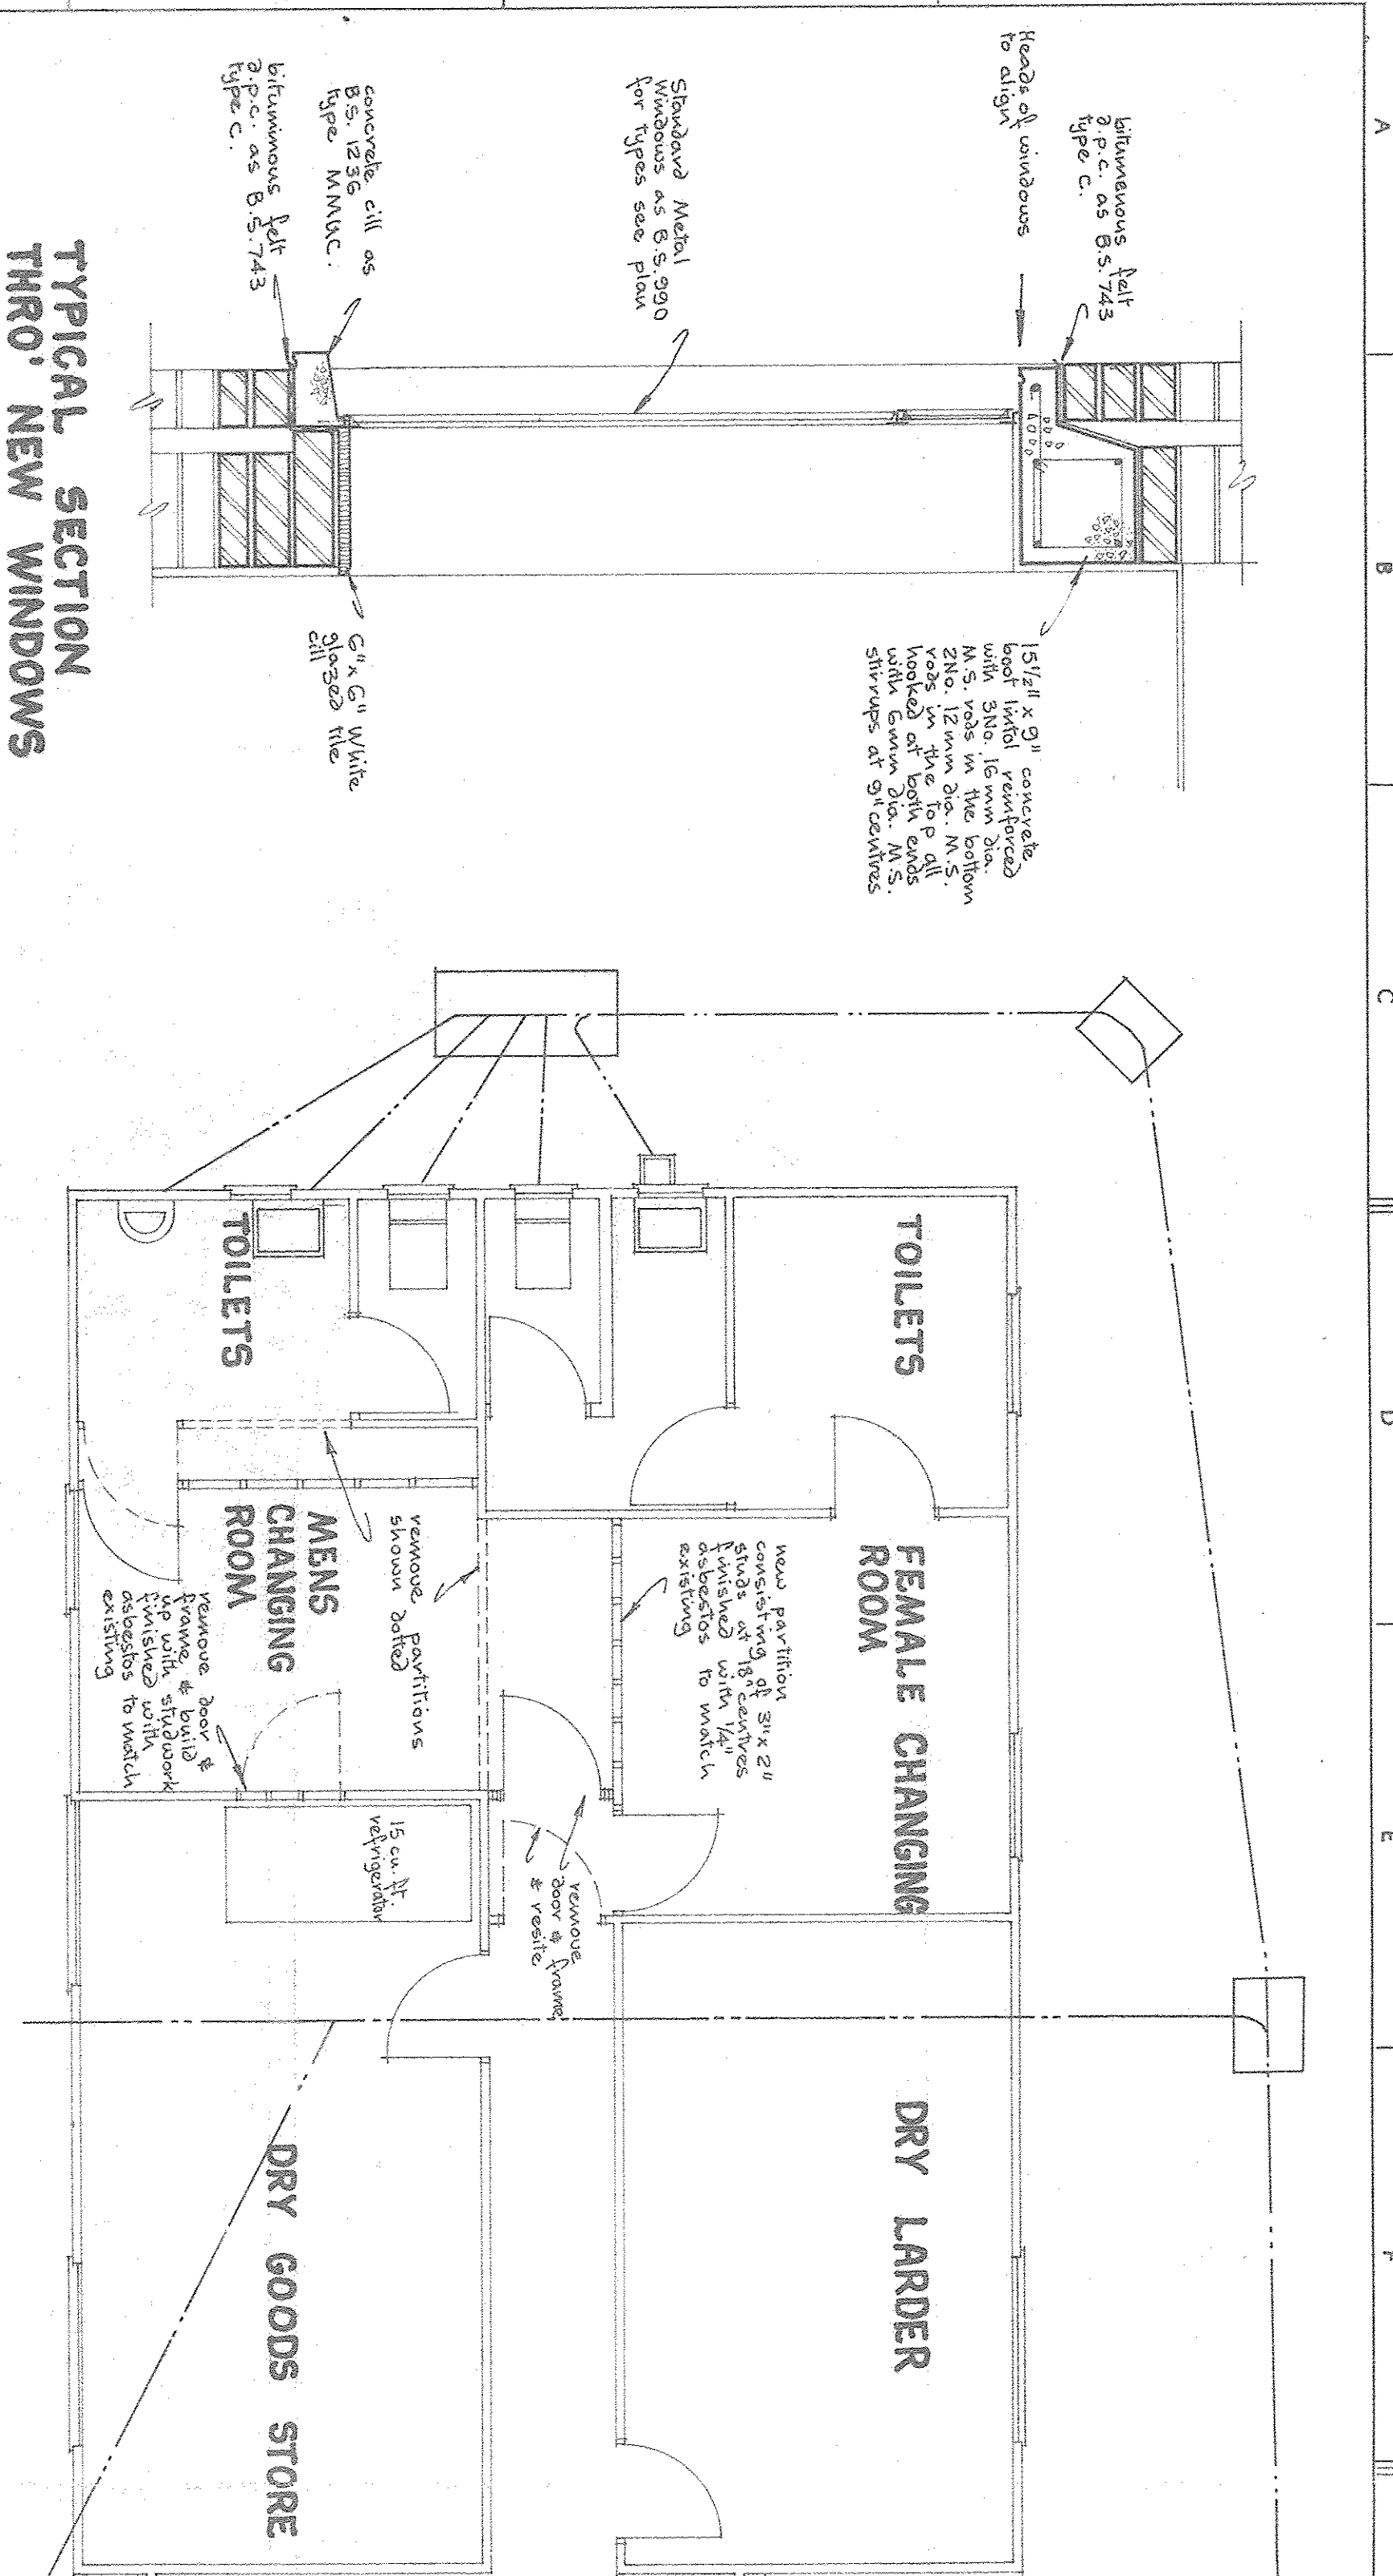 A
B
C
D
E
F
bitumenous felt
d.p.c. as B.S. 743
type C.
Heads of windows
to align
Standard Metal
Windows as B.S. 990
for types see plan
concrete cill as
B.S. 1236
type MMUC.
bituminous felt
d.p.c. as B.S. 743
type C.
15 1/2" x 9" concrete
boot lintol reinforced
with 3No. 16mm dia.
M.S. rods in the bottom
2No. 12mm dia. M.S.
rods in the top all
hooked at both ends
with 6mm dia. M.S.
stirrups at 9" centres
6" x 6" White
glazed tile
cill
TYPICAL SECTION
THRO' NEW WINDOWS
TOILETS
FEMALE CHANGING
ROOM
DRY LARDER
new partition
consisting of 3" x 2"
studs at 18" centres
finished with 1/4"
asbestos to match
existing
remove
door & frame
& resite
remove partitions
shown dotted
15 cu. ft.
refrigerator
TOILETS
MENS
CHANGING
ROOM
remove door &
frame & build
up with studwork
finished with
asbestos to match
existing
DRY GOODS STORE